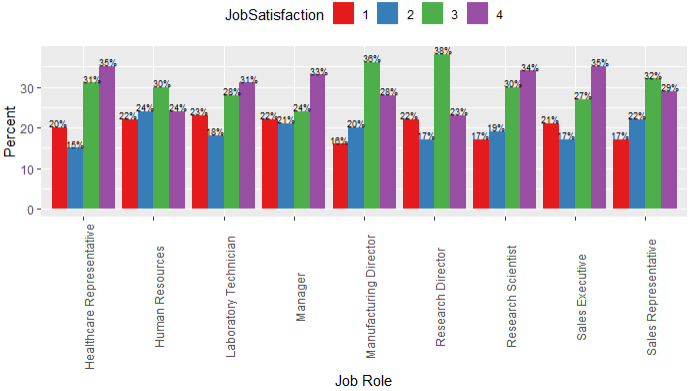 JobSatisfaction 1 2 3 4
Percent
30
20
10
0
20% 15% 31% 35%
22% 24% 30% 24%
23% 18% 28% 31%
22% 21% 24% 33%
16% 20% 36% 28%
22% 17% 38% 23%
17% 19% 30% 34%
21% 17% 27% 35%
17% 22% 32% 29%
Healthcare Representative
Human Resources
Laboratory Technician
Manager
Manufacturing Director
Research Director
Research Scientist
Sales Executive
Sales Representative
Job Role